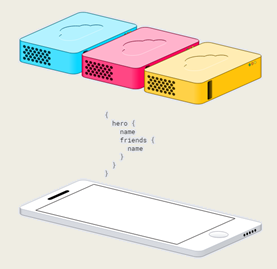 {
hero {
name
friends {
name
}
}
}